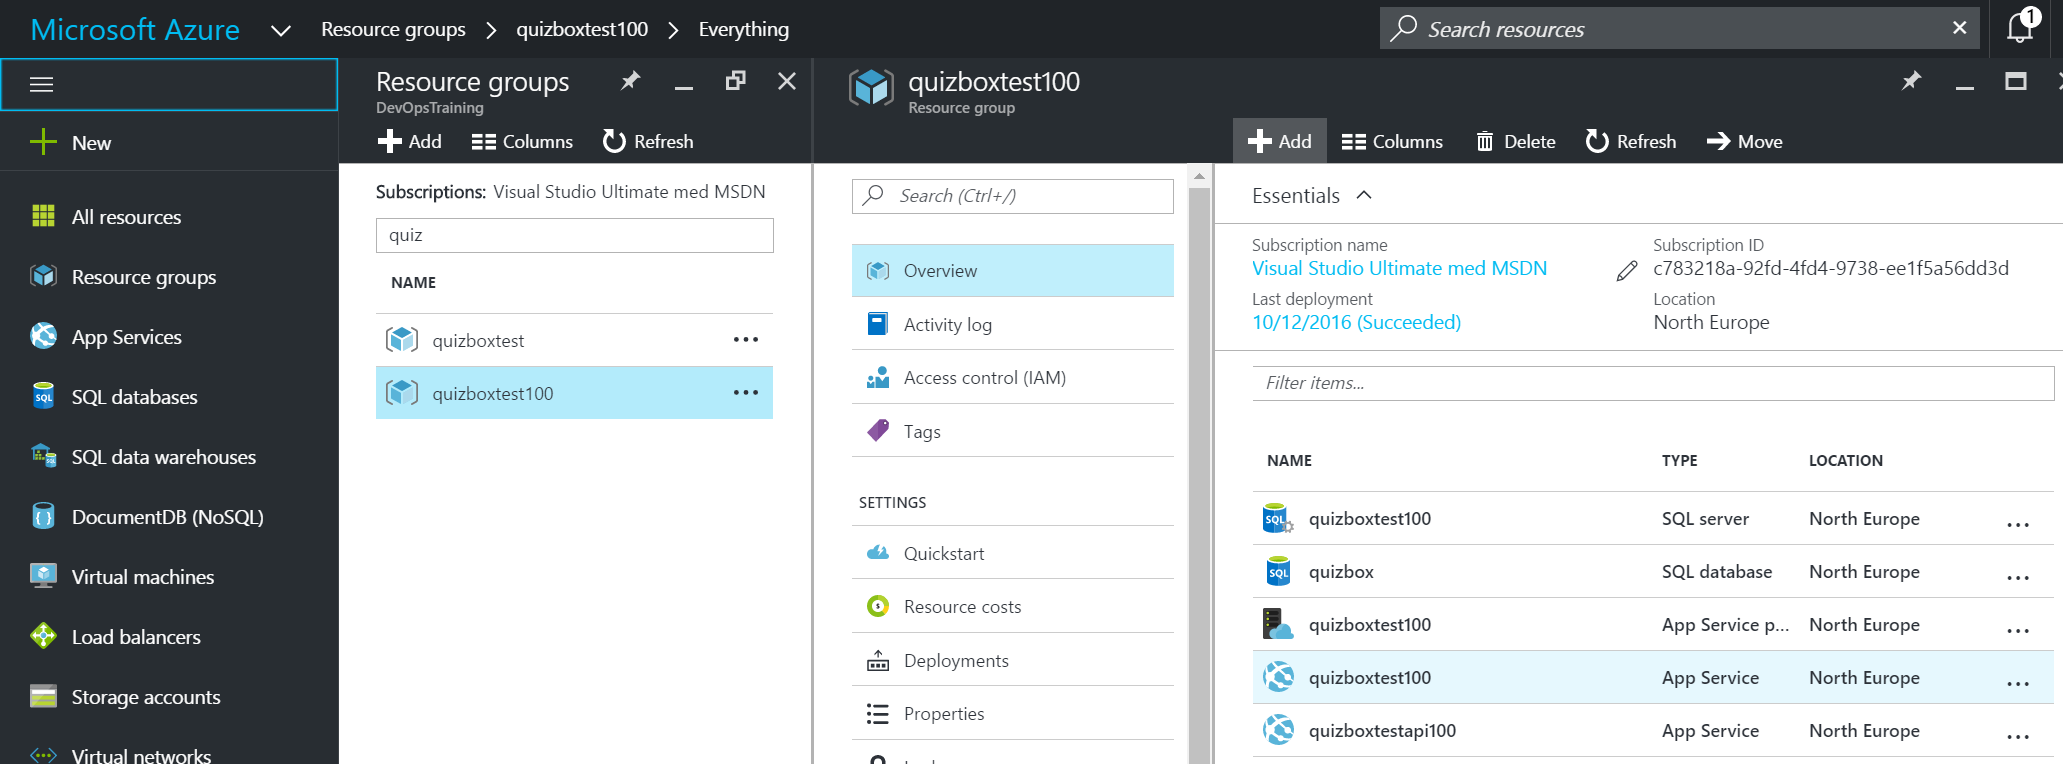 Microsoft Azure
Resource groups
quizboxtest100
Everything
Search resources
1
New
All resources
Resource groups
App Services
SQL databases
SQL data warehouses
DocumentDB (NoSQL)
Virtual machines
Load balancers
Storage accounts
Virtual networks
Resource groups
DevOpsTraining
Add Columns Refresh
Subscriptions: Visual Studio Ultimate med MSDN
quiz
NAME
quizboxtest
quizboxtest100
quizboxtest100
Resource group
Search (Ctrl+/)
Overview
Activity log
Access control (IAM)
Tags
SETTINGS
Quickstart
Resource costs
Deployments
Properties
Add Columns Delete Refresh Move
Essentials
Subscription name
Visual Studio Ultimate med MSDN
Last deployment
10/12/2016 (Succeeded)
Subscription ID
c783218a-92fd-4fd4-9738-ee1f5a56dd3d
Location
North Europe
Filter items...
NAME TYPE LOCATION
SQL quizboxtest100 SQL server North Europe ...
SQL quizbox SQL database North Europe ...
quizboxtest100 App Service p... North Europe ...
quizboxtest100 App Service North Europe ...
quizboxtestapi100 App Service North Europe ...